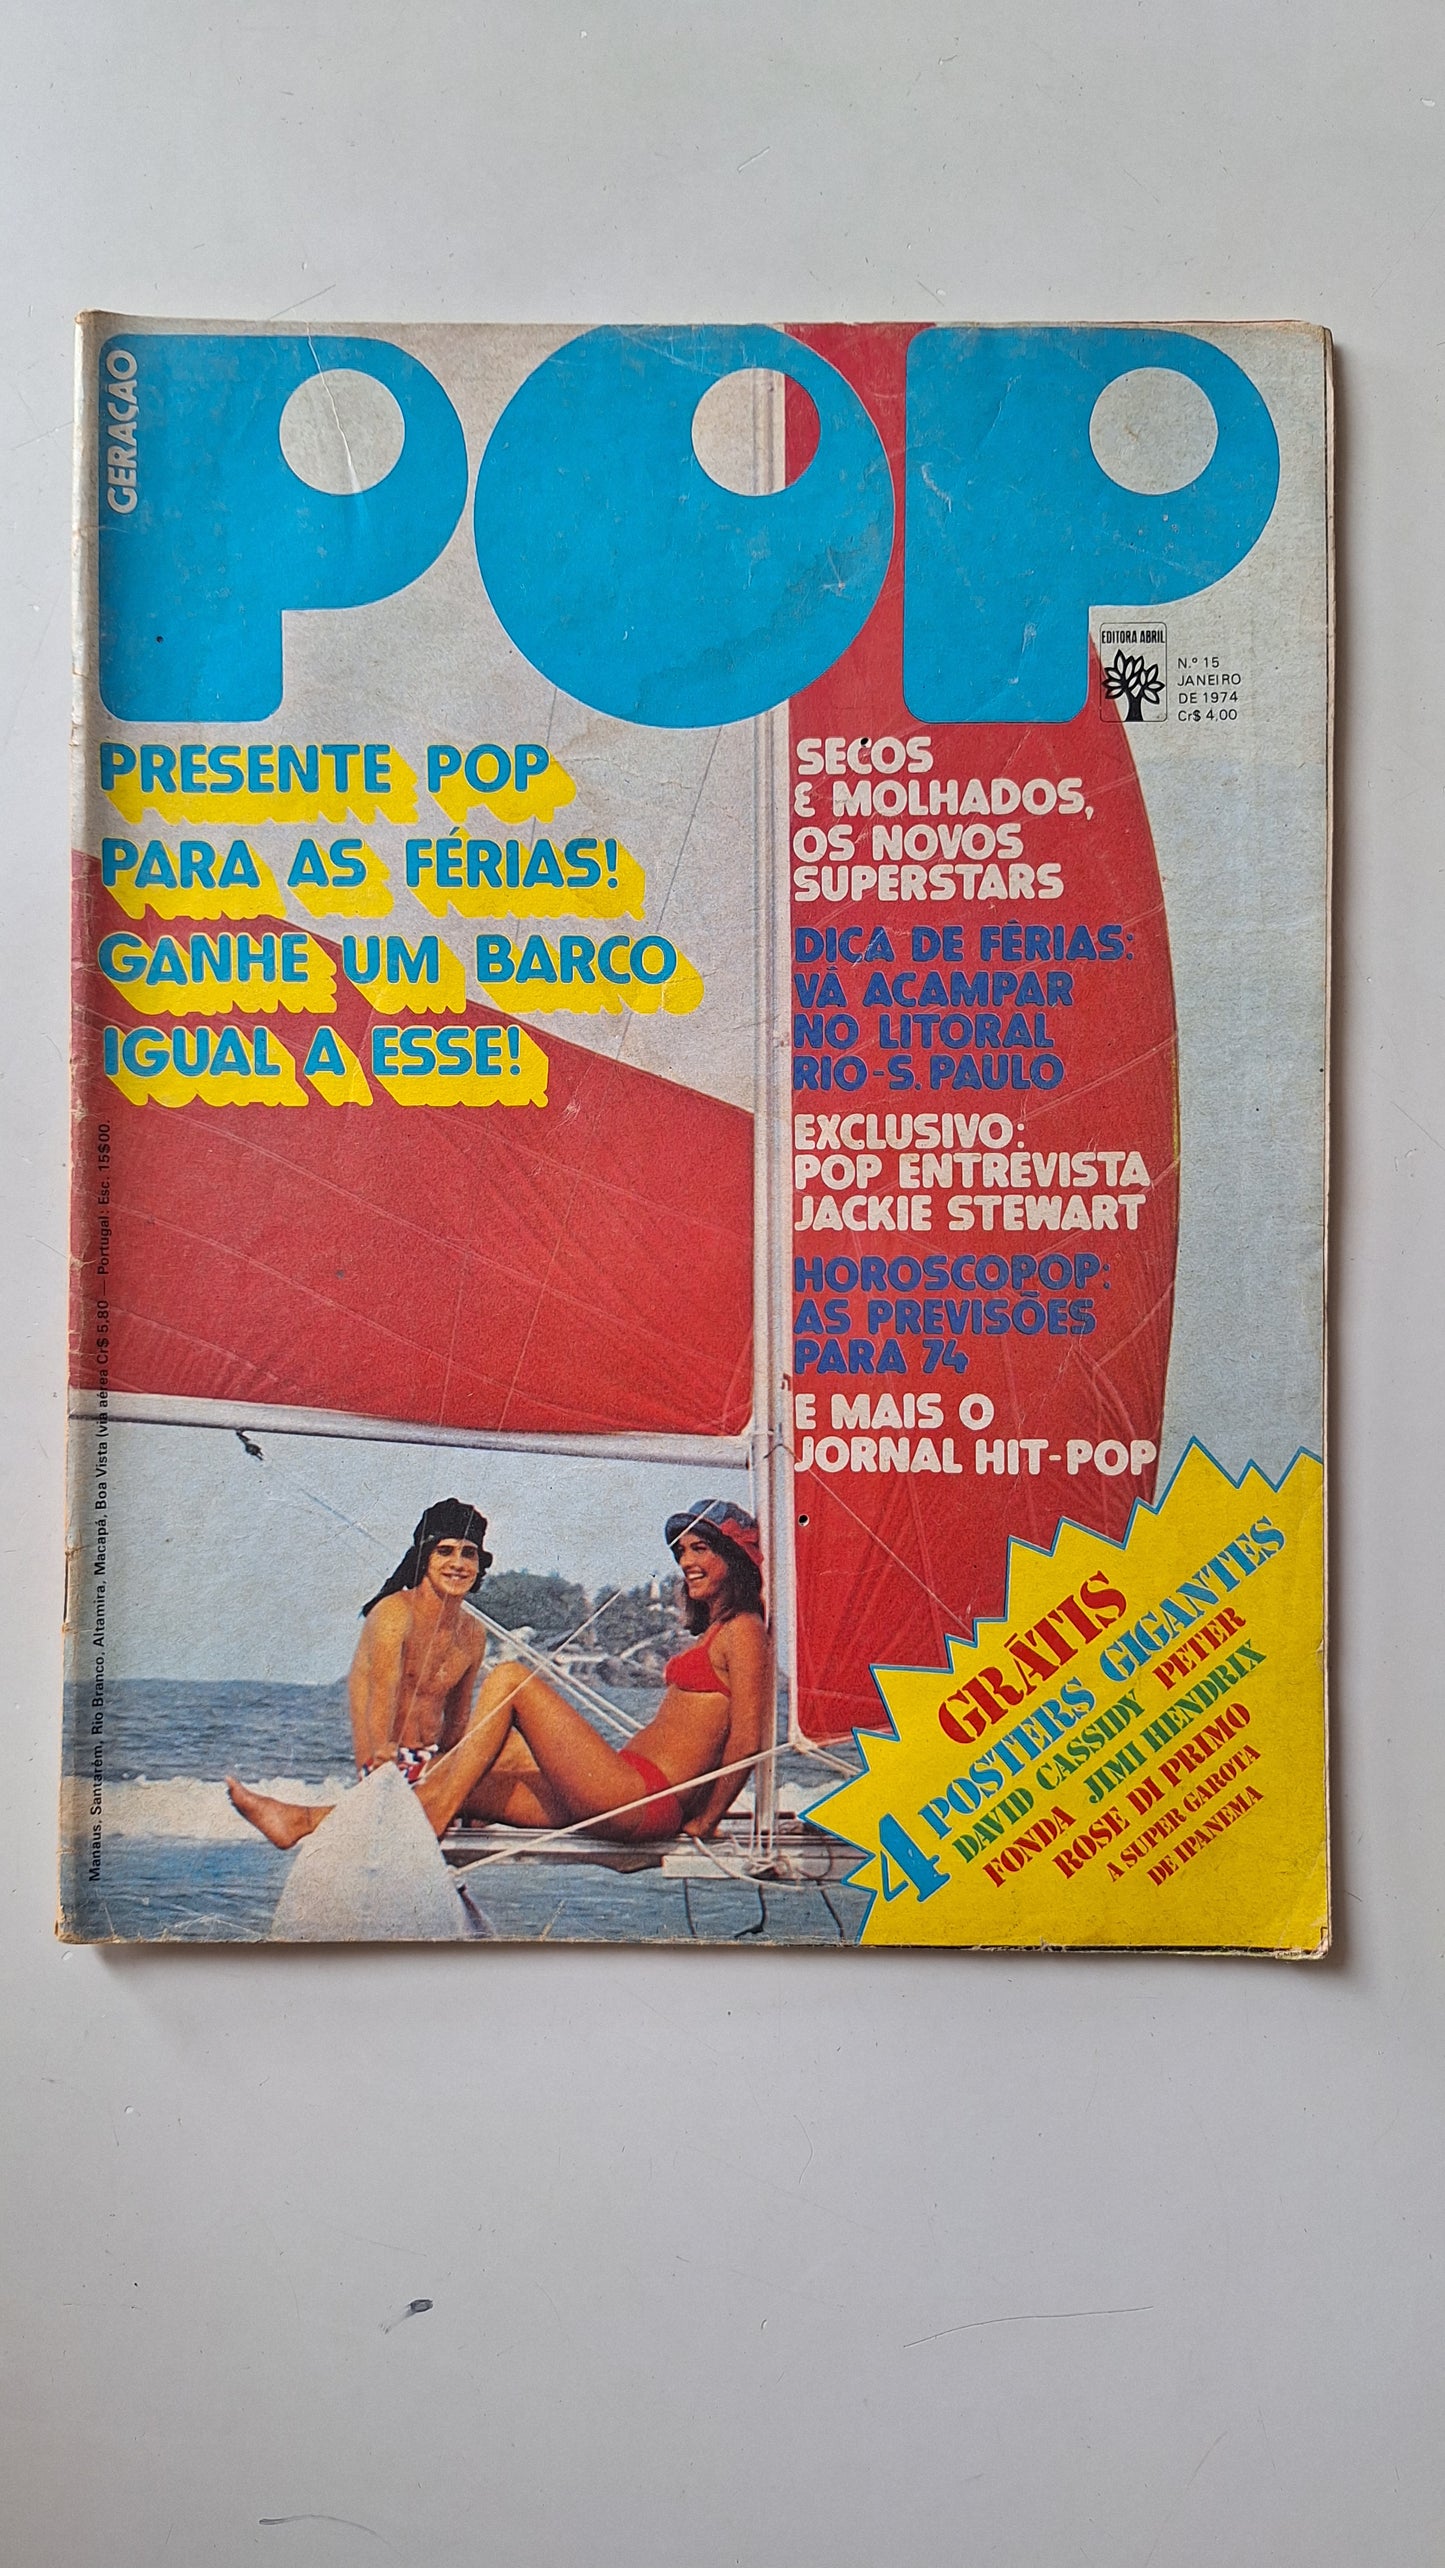 GERAÇÃO
POP
EDITORA ABRIL
N.º 15
JANEIRO
DE 1974
Cr$ 4,00
PRESENTE POP
PARA AS FÉRIAS!
GANHE UM BARCO
IGUAL A ESSE!
SECOS
E MOLHADOS,
OS NOVOS
SUPERSTARS
DICA DE FÉRIAS:
VÁ ACAMPAR
NO LITORAL
RIO-S. PAULO
EXCLUSIVO:
POP ENTREVISTA
JACKIE STEWART
HOROSCOPOP:
AS PREVISÕES
PARA 74
E MAIS O
JORNAL HIT-POP
GRÁTIS
4 POSTERS GIGANTES
DAVID CASSIDY PETER
FONDA JIMI HENDRIX
ROSE DI PRIMO
A SUPER GAROTA
DE IPANEMA
Manaus, Santarém, Rio Branco, Altamira, Macapá, Boa Vista (via aérea Cr$ 5,80 — Portugal: Esc. 15$00.